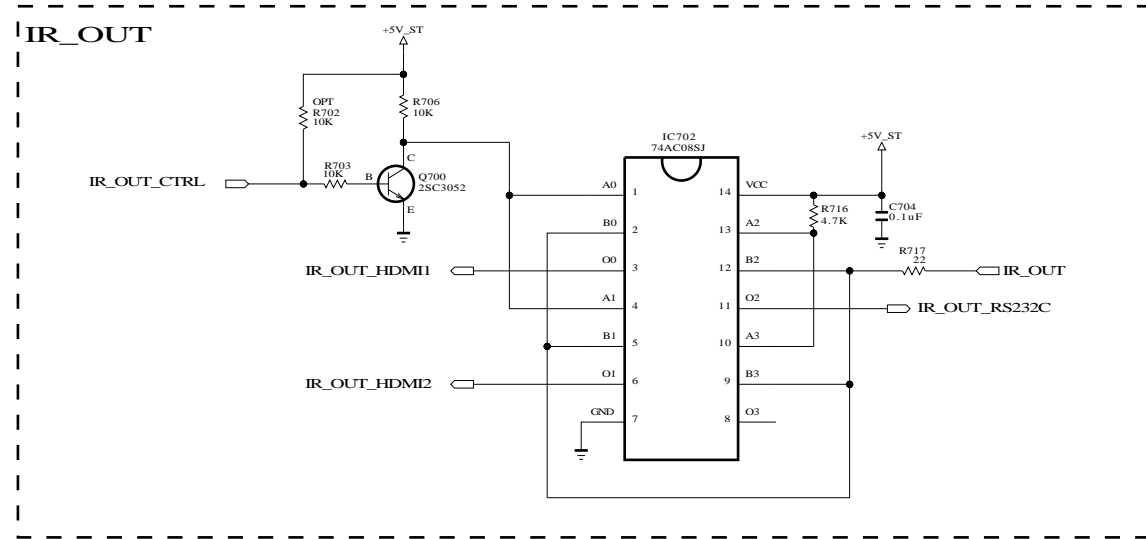 IR_OUT
+5V_ST
OPT
R702
10K
R706
10K
R703
10K
IR_OUT_CTRL
B
C
E
Q700
2SC3052
IC702
74AC08SJ
+5V_ST
A0
1
14
VCC
R716
4.7K
C704
0.1uF
B0
2
13
A2
R717
22
IR_OUT_HDMI1
O0
3
12
B2
IR_OUT
A1
4
11
O2
IR_OUT_RS232C
B1
5
10
A3
IR_OUT_HDMI2
O1
6
9
B3
GND
7
8
O3